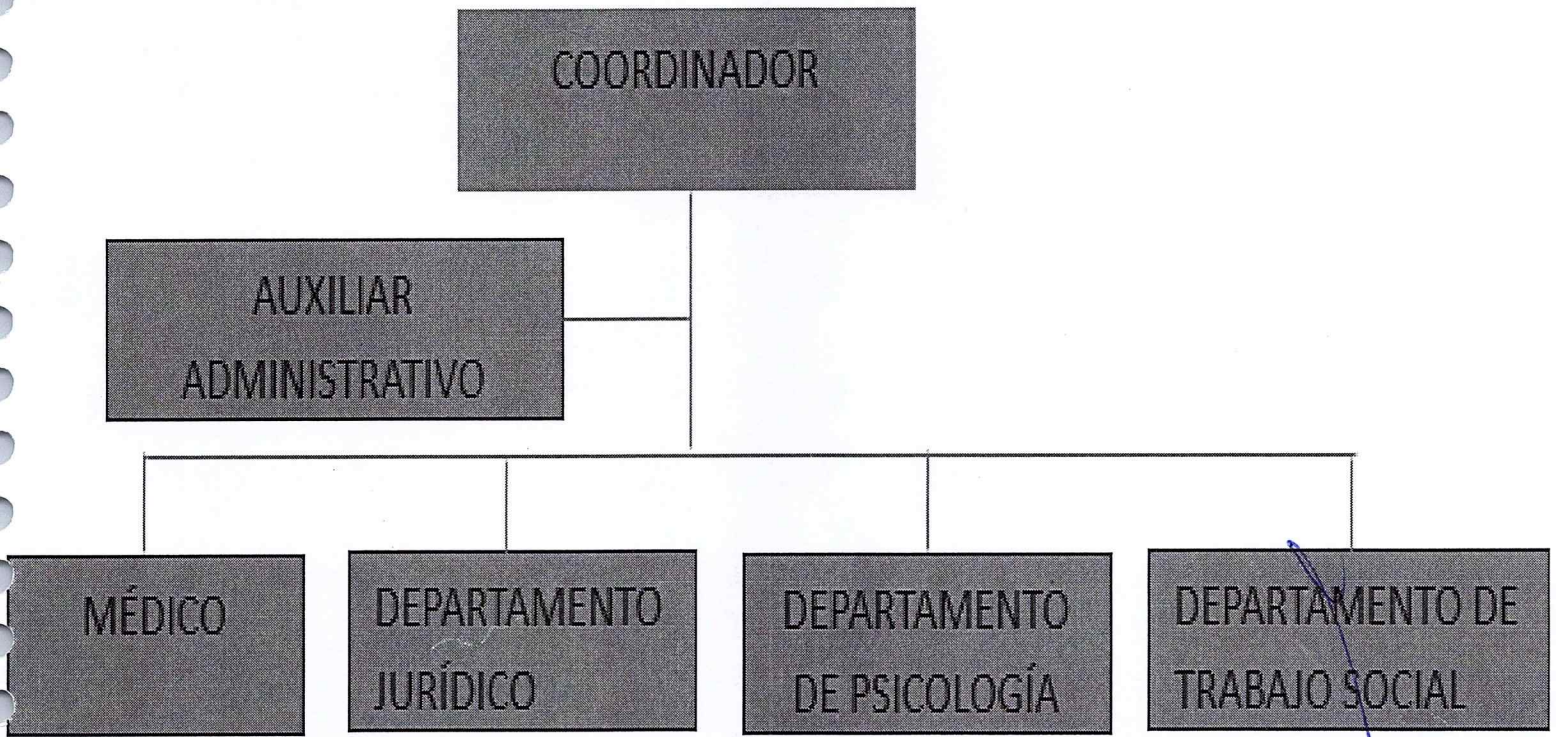 COORDINADOR
AUXILIAR
ADMINISTRATIVO
MÉDICO
DEPARTAMENTO
JURÍDICO
DEPARTAMENTO
DE PSICOLOGÍA
DEPARTAMENTO DE
TRABAJO SOCIAL